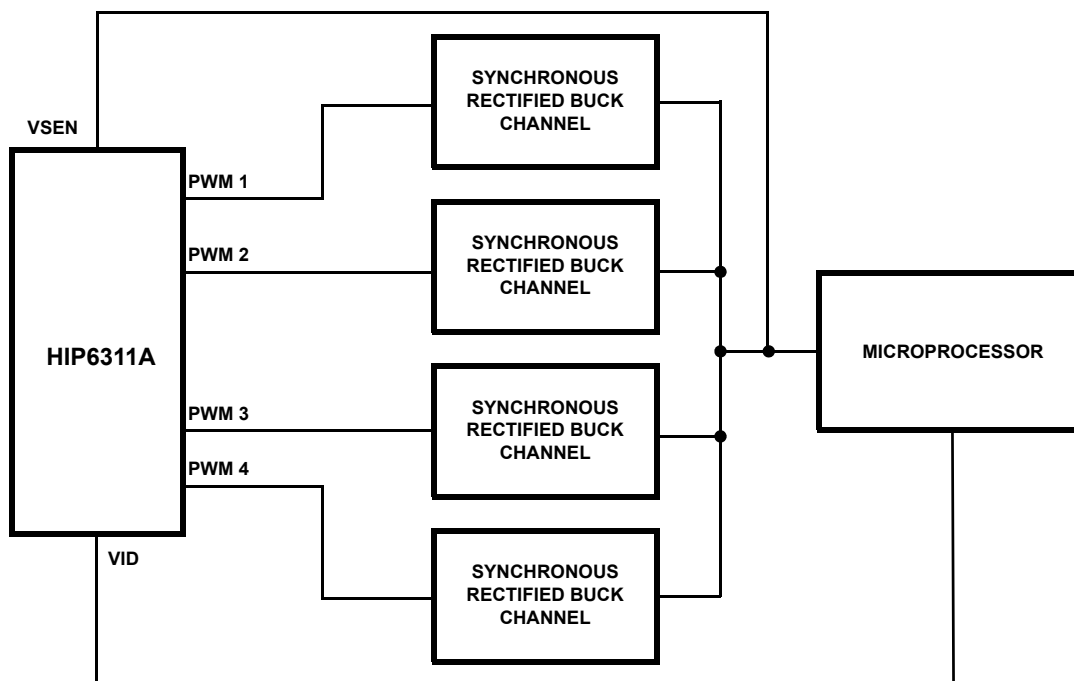 SYNCHRONOUS
RECTIFIED BUCK
CHANNEL
VSEN
PWM 1
SYNCHRONOUS
RECTIFIED BUCK
CHANNEL
PWM 2
HIP6311A
MICROPROCESSOR
PWM 3
SYNCHRONOUS
RECTIFIED BUCK
CHANNEL
PWM 4
VID
SYNCHRONOUS
RECTIFIED BUCK
CHANNEL